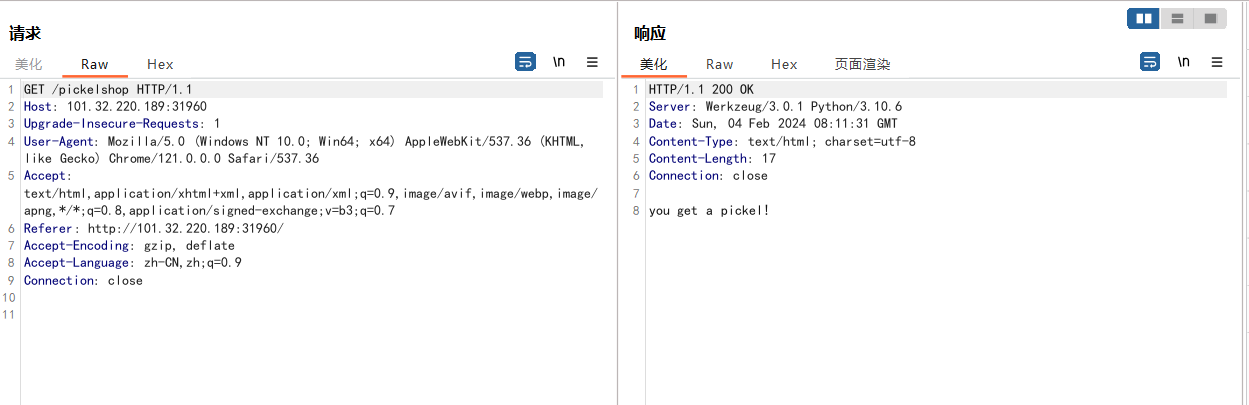 请求
美化 Raw Hex \n
1 GET /pickelshop HTTP/1.1
2 Host: 101.32.220.189:31960
3 Upgrade-Insecure-Requests: 1
4 User-Agent: Mozilla/5.0 (Windows NT 10.0; Win64; x64) AppleWebKit/537.36 (KHTML,
like Gecko) Chrome/121.0.0.0 Safari/537.36
5 Accept:
text/html,application/xhtml+xml,application/xml;q=0.9,image/avif,image/webp,image/
apng,*/*;q=0.8,application/signed-exchange;v=b3;q=0.7
6 Referer: http://101.32.220.189:31960/
7 Accept-Encoding: gzip, deflate
8 Accept-Language: zh-CN,zh;q=0.9
9 Connection: close
10
11
响应
美化 Raw Hex 页面渲染 \n
1 HTTP/1.1 200 OK
2 Server: Werkzeug/3.0.1 Python/3.10.6
3 Date: Sun, 04 Feb 2024 08:11:31 GMT
4 Content-Type: text/html; charset=utf-8
5 Content-Length: 17
6 Connection: close
7
8 you get a pickel!